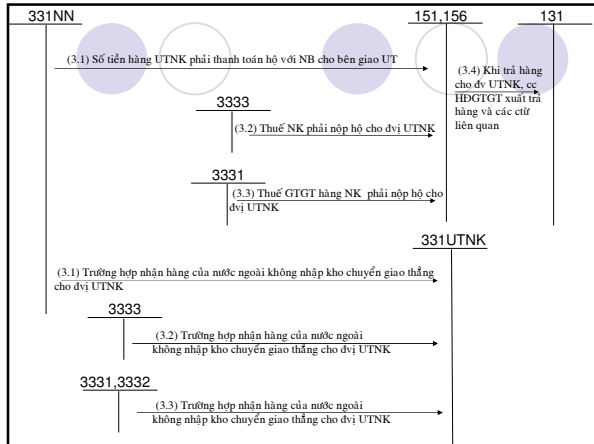 331NN
151,156
131
(3.1) Số tiền hàng UTNK phải thanh toán hộ với NB cho bên giao UT
(3.4) Khi trả hàng
cho đv UTNK, cc
HĐGTGT xuất trả
hàng và các ctừ
liên quan
3333
(3.2) Thuế NK phải nộp hộ cho đvị UTNK
3331
(3.3) Thuế GTGT hàng NK phải nộp hộ cho
đvị UTNK
331UTNK
(3.1) Trường hợp nhận hàng của nước ngoài không nhập kho chuyển giao thẳng
cho đvị UTNK
3333
(3.2) Trường hợp nhận hàng của nước ngoài
không nhập kho chuyển giao thẳng cho đvị UTNK
3331,3332
(3.3) Trường hợp nhận hàng của nước ngoài
không nhập kho chuyển giao thẳng cho đvị UTNK